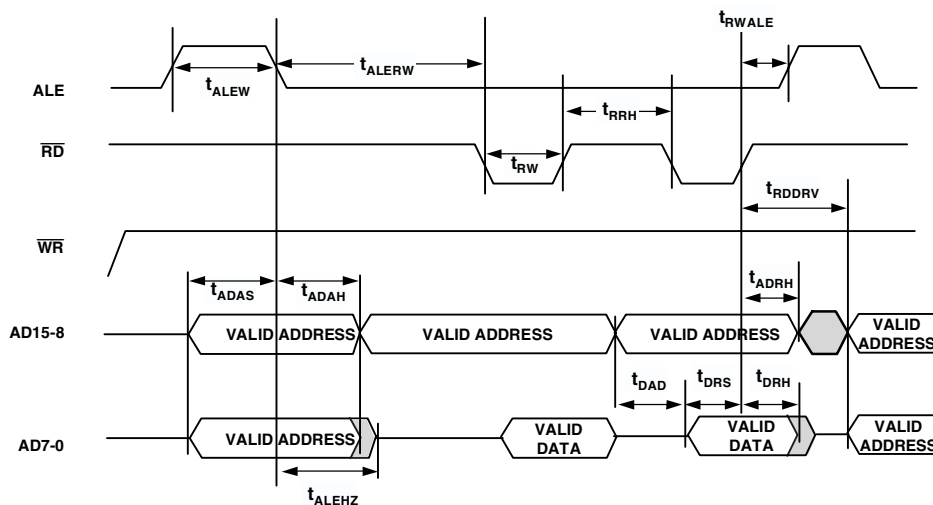 tRWALE
ALE
tALEW
tALERW
tRRH
RD
tRW
tRDDRV
WR
tADAS
tADAH
tADRH
AD15-8
VALID ADDRESS
VALID ADDRESS
VALID ADDRESS
VALID
ADDRESS
tDAD
tDRS
tDRH
AD7-0
VALID ADDRESS
VALID
DATA
VALID
DATA
VALID
ADDRESS
tALEHZ